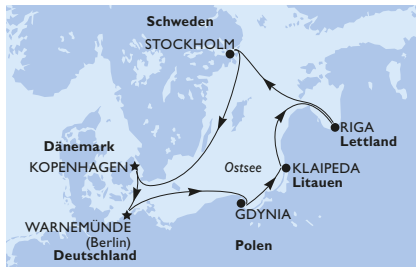 Schweden
STOCKHOLM
RIGA
Lettland
Dänemark
KOPENHAGEN
Ostsee
KLAIPEDA
Litauen
GDYNIA
WARNEMÜNDE
(Berlin)
Deutschland
Polen